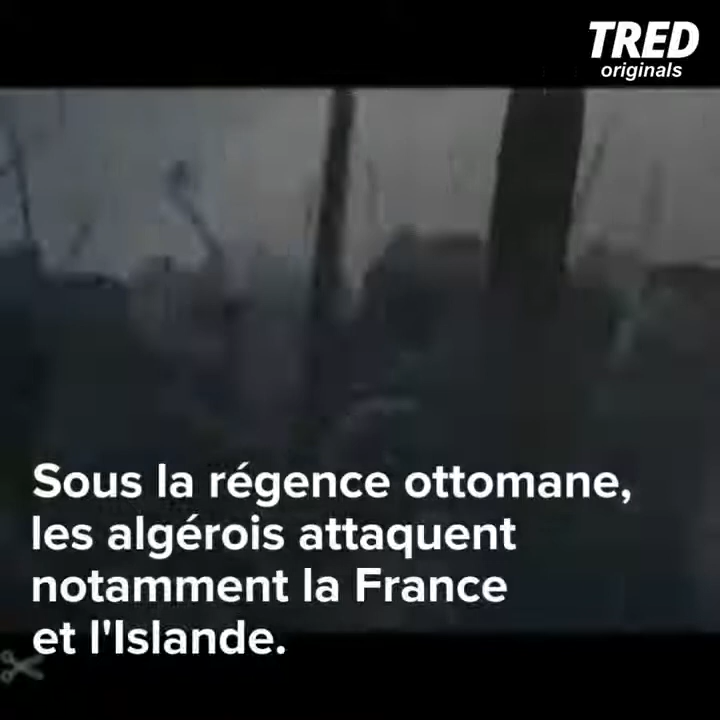 TRED
originals
Sous la régence ottomane,
les algérois attaquent
notamment la France
et l'Islande.